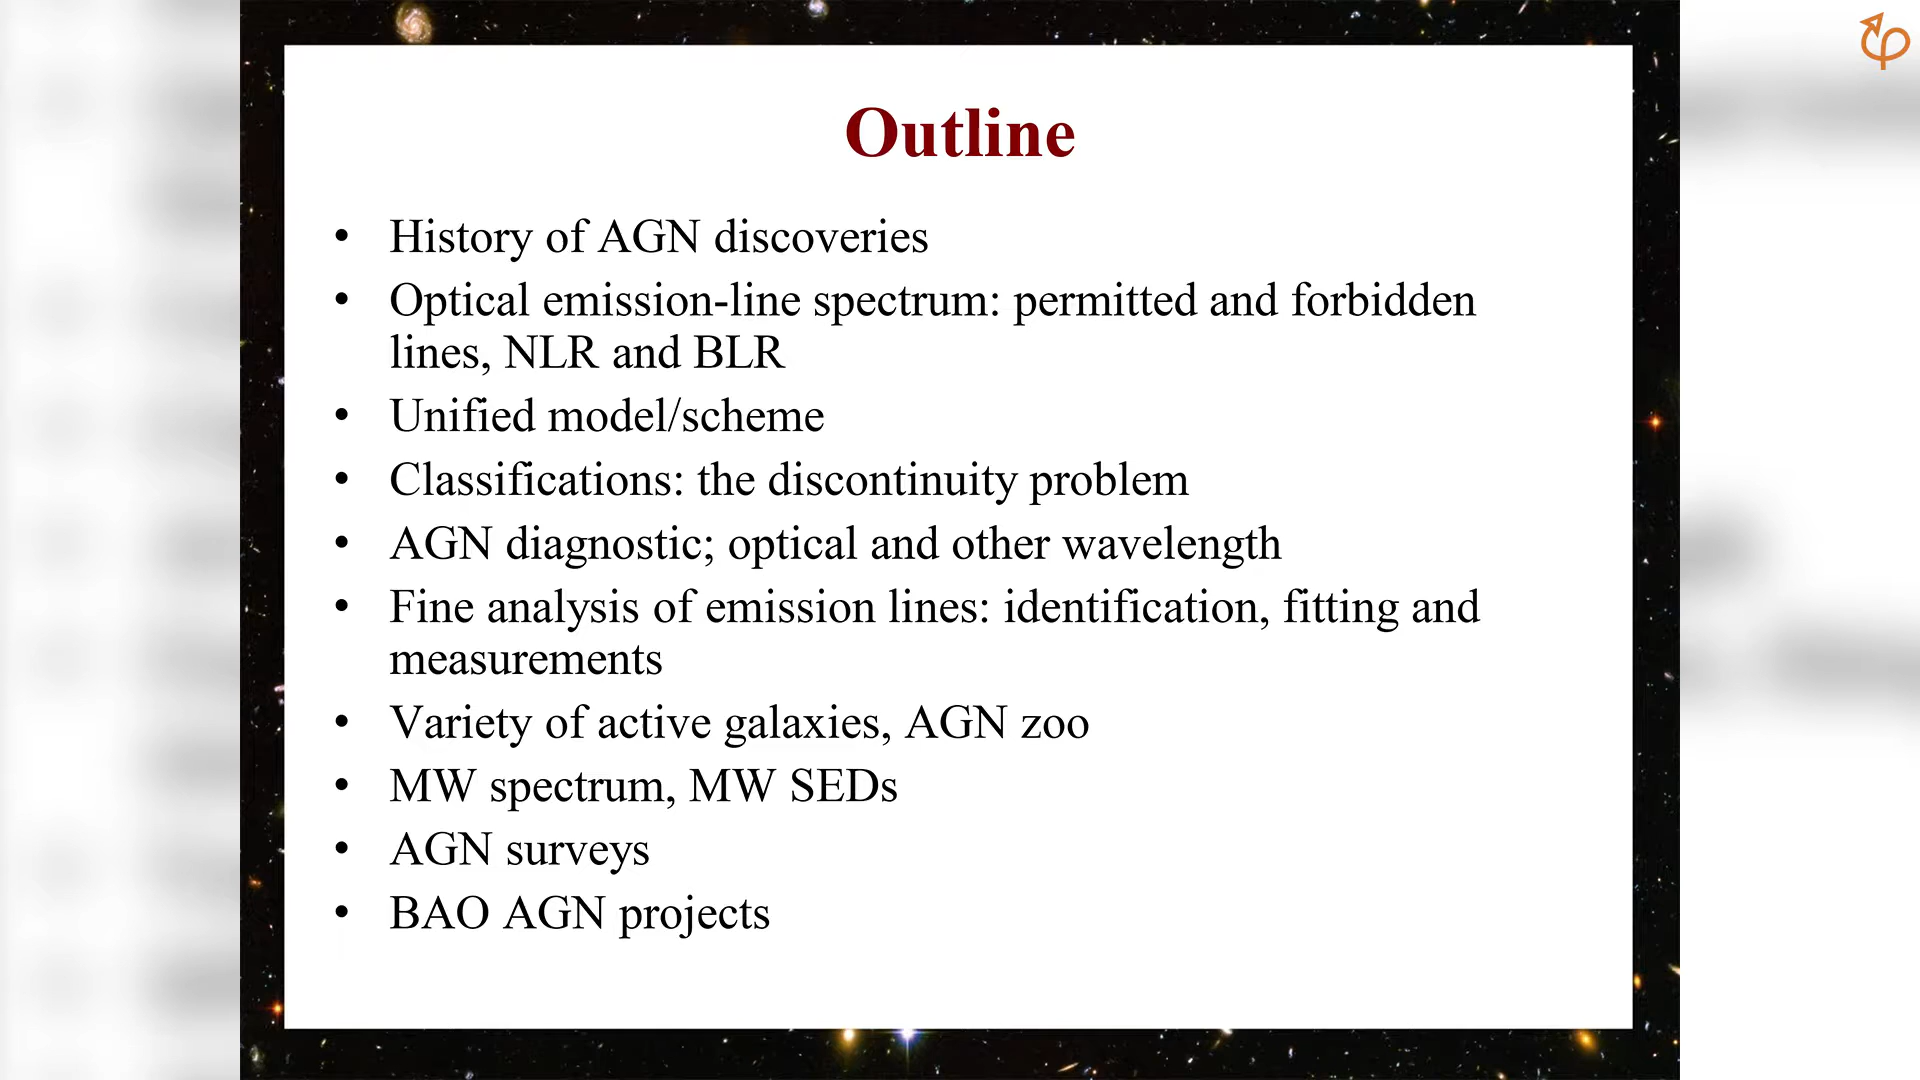 Outline
• History of AGN discoveries
• Optical emission-line spectrum: permitted and forbidden
lines, NLR and BLR
• Unified model/scheme
• Classifications: the discontinuity problem
• AGN diagnostic; optical and other wavelength
• Fine analysis of emission lines: identification, fitting and
measurements
• Variety of active galaxies, AGN zoo
• MW spectrum, MW SEDs
• AGN surveys
• BAO AGN projects